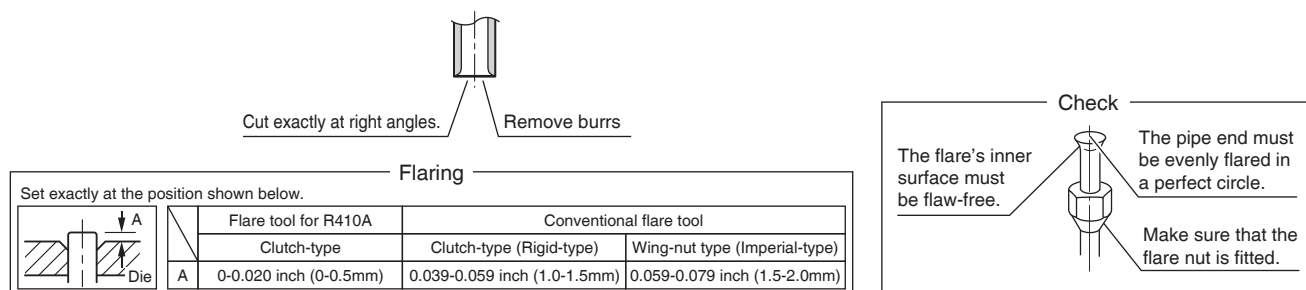 Cut exactly at right angles.
Remove burrs
Flaring
Set exactly at the position shown below.
A
Die
Flare tool for R410A
Conventional flare tool
Clutch-type
Clutch-type (Rigid-type)
Wing-nut type (Imperial-type)
A
0-0.020 inch (0-0.5mm)
0.039-0.059 inch (1.0-1.5mm)
0.059-0.079 inch (1.5-2.0mm)
Check
The flare's inner
surface must
be flaw-free.
The pipe end must
be evenly flared in
a perfect circle.
Make sure that the
flare nut is fitted.